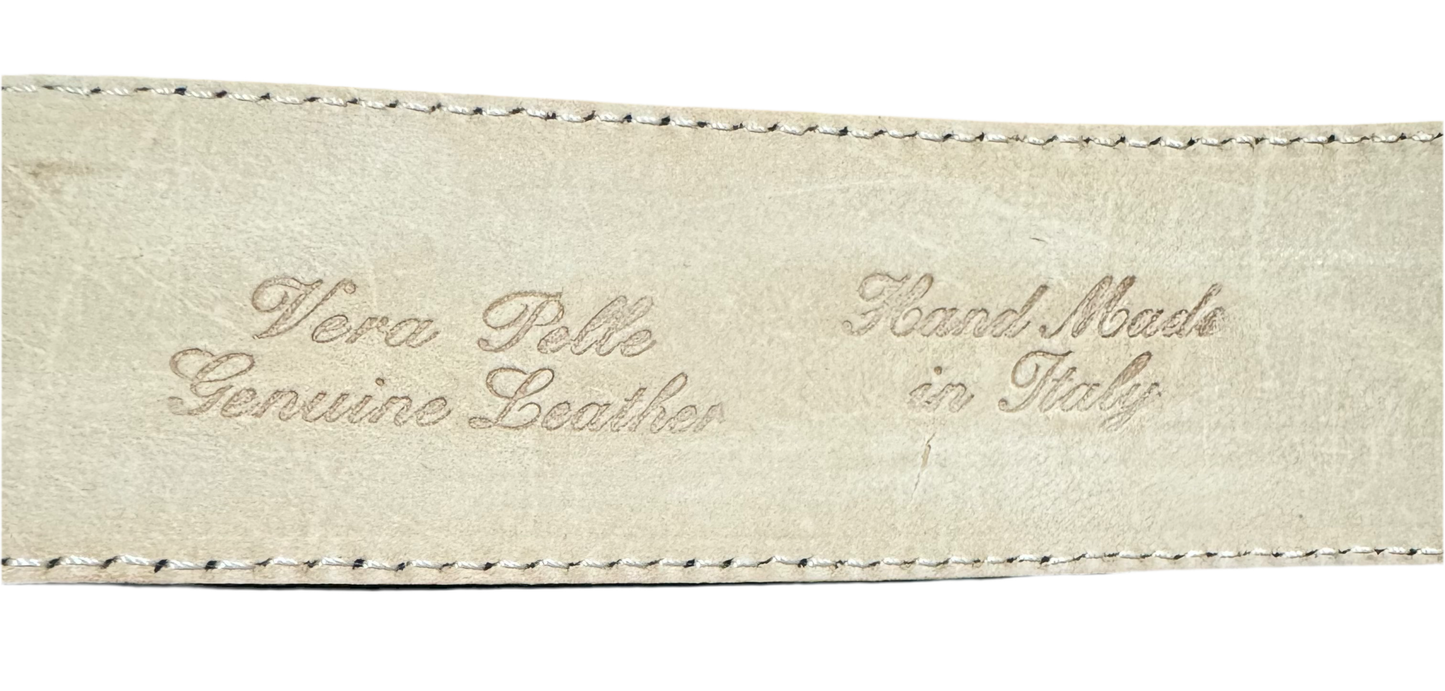 Vera Pelle
Genuine Leather
Hand Made
in Italy